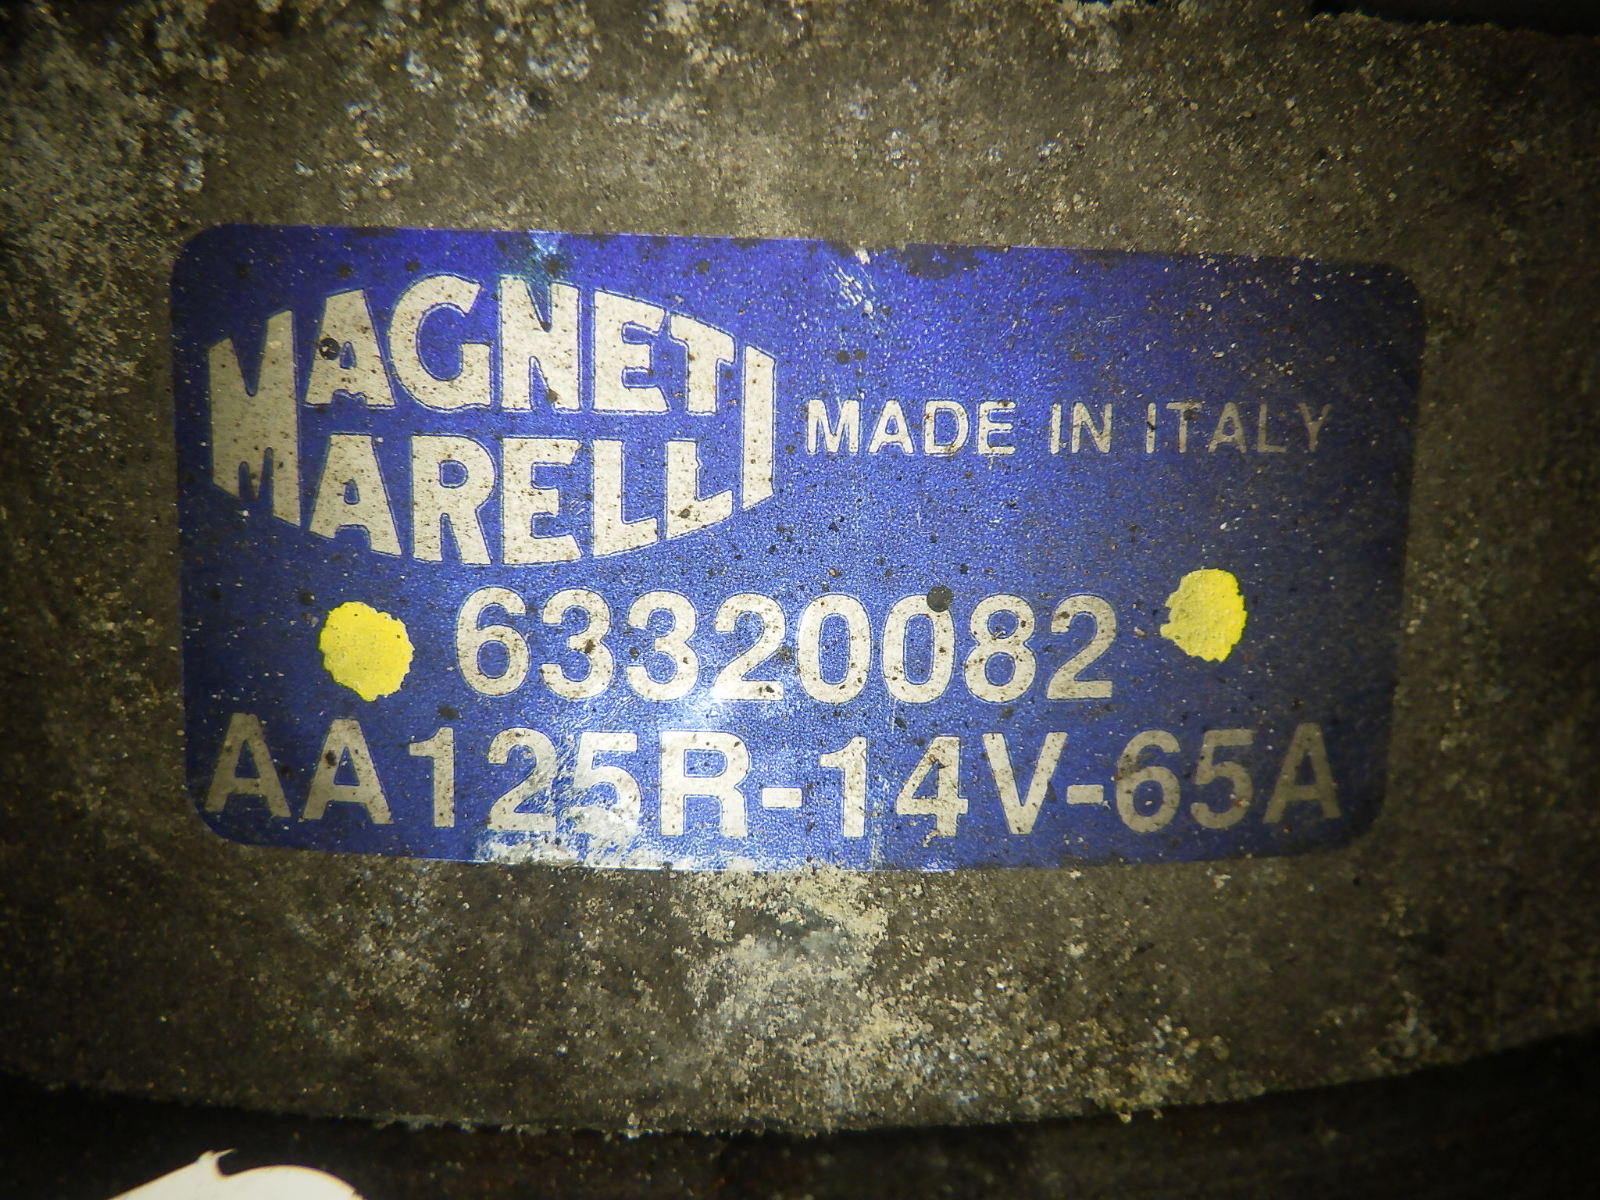 MAGNETI
MARELLI
MADE IN ITALY
63320082
AA125R-14V-65A